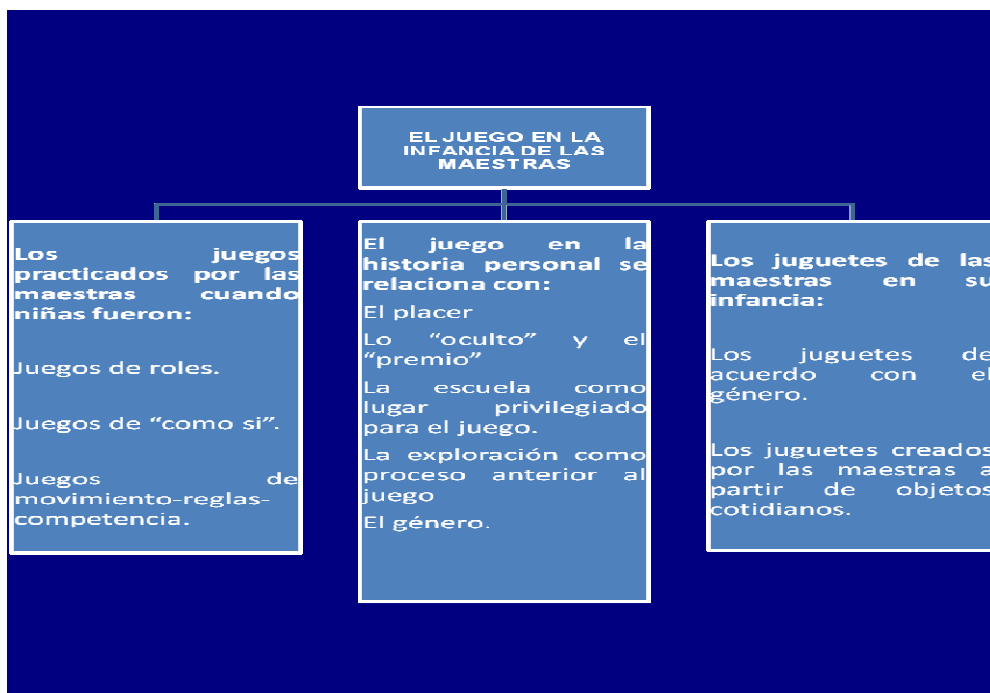 EL JUEGO EN LA
INFANCIA DE LAS
MAESTRAS
Los juegos
practicados por las
maestras cuando
niñas fueron:
Juegos de roles.
Juegos de “como si”.
Juegos de
movimiento-reglas-
competencia.
El juego en la
historia personal se
relaciona con:
El placer
Lo “oculto” y el
“premio”
La escuela como
lugar privilegiado
para el juego.
La exploración como
proceso anterior al
juego
El género.
Los juguetes de las
maestras en su
infancia:
Los juguetes de
acuerdo con el
género.
Los juguetes creados
por las maestras a
partir de objetos
cotidianos.